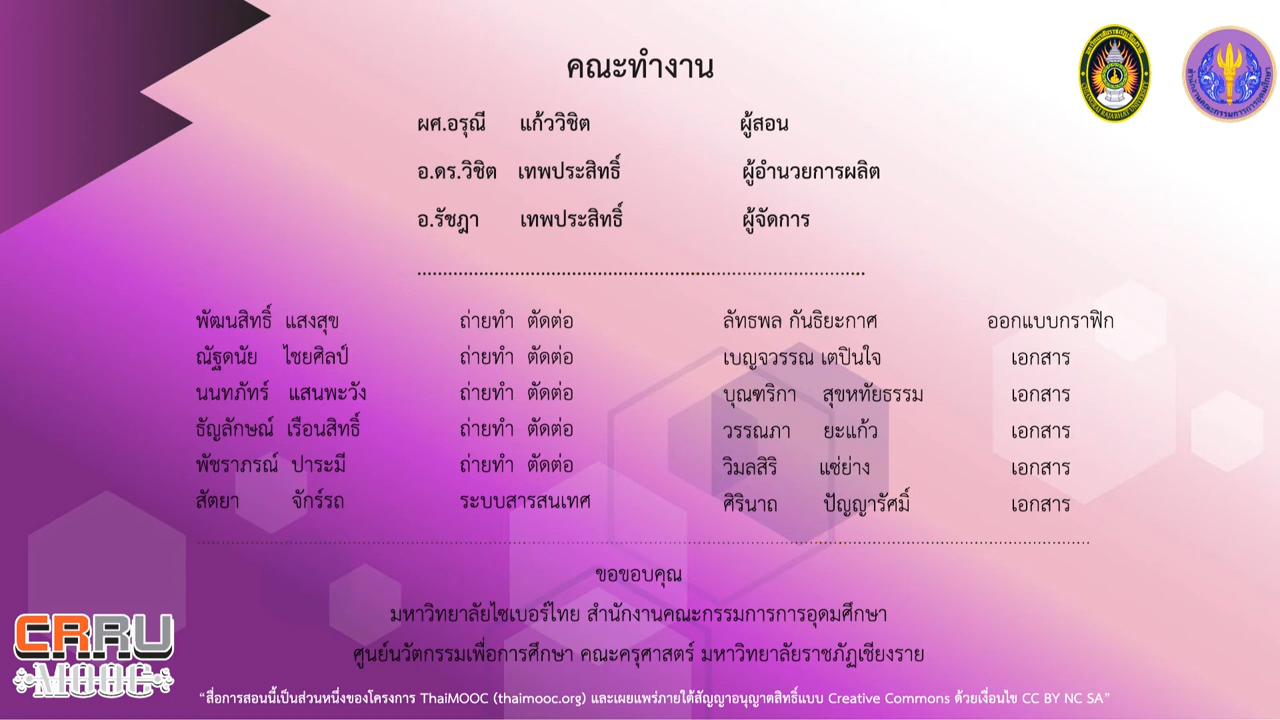 คณะทำงาน
ผศ.อรุณี แก้ววิชิต ผู้สอน
อ.ดร.วิชิต เทพประสิทธิ์ ผู้อำนวยการผลิต
อ.รัชฎา เทพประสิทธิ์ ผู้จัดการ
พัฒนสิทธิ์ แสงสุข ถ่ายทำ ตัดต่อ ลัทธพล กันธิยะกาศ ออกแบบกราฟิก
ณัฐดนัย ไชยศิลป์ ถ่ายทำ ตัดต่อ เบญจวรรณ เตปินใจ เอกสาร
นนทภัทร์ แสนพะวัง ถ่ายทำ ตัดต่อ บุณฑริกา สุขหทัยธรรม เอกสาร
ธัญลักษณ์ เรือนสิทธิ์ ถ่ายทำ ตัดต่อ วรรณภา ยะแก้ว เอกสาร
พัชราภรณ์ ปาระมี ถ่ายทำ ตัดต่อ วิมลสิริ แซ่ย่าง เอกสาร
สัตยา จักร์รถ ระบบสารสนเทศ ศิรินาถ ปัญญารัศมิ์ เอกสาร
ขอขอบคุณ
มหาวิทยาลัยไซเบอร์ไทย สำนักงานคณะกรรมการการอุดมศึกษา
ศูนย์นวัตกรรมเพื่อการศึกษา คณะครุศาสตร์ มหาวิทยาลัยราชภัฏเชียงราย
CRRU
MOOC
“สื่อการสอนนี้เป็นส่วนหนึ่งของโครงการ ThaiMOOC (thaimooc.org) และเผยแพร่ภายใต้สัญญาอนุญาตสิทธิ์แบบ Creative Commons ด้วยเงื่อนไข CC BY NC SA”